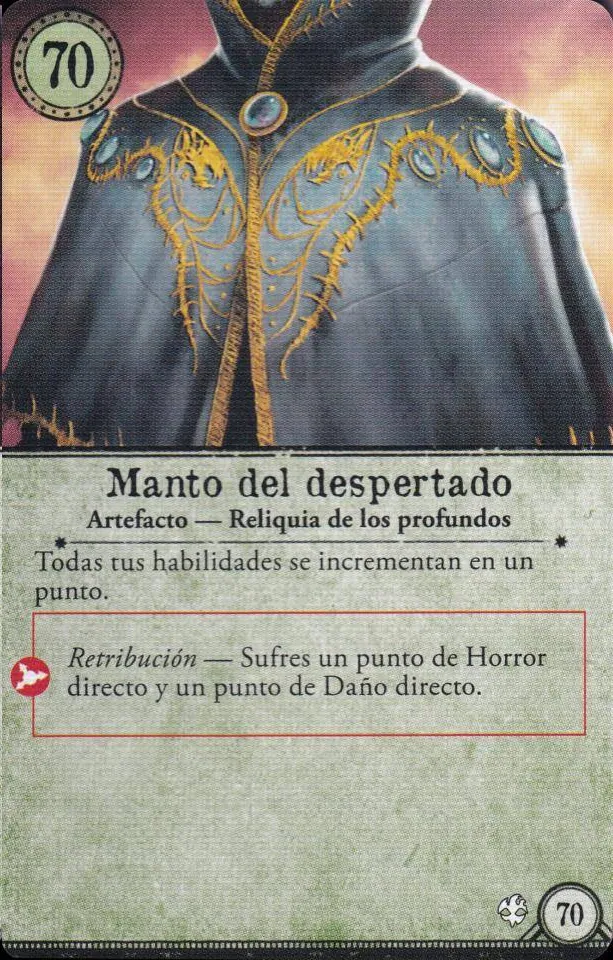 70
Manto del despertado
Artefacto — Reliquia de los profundos
Todas tus habilidades se incrementan en un
punto.
Retribución — Sufres un punto de Horror
directo y un punto de Daño directo.
70